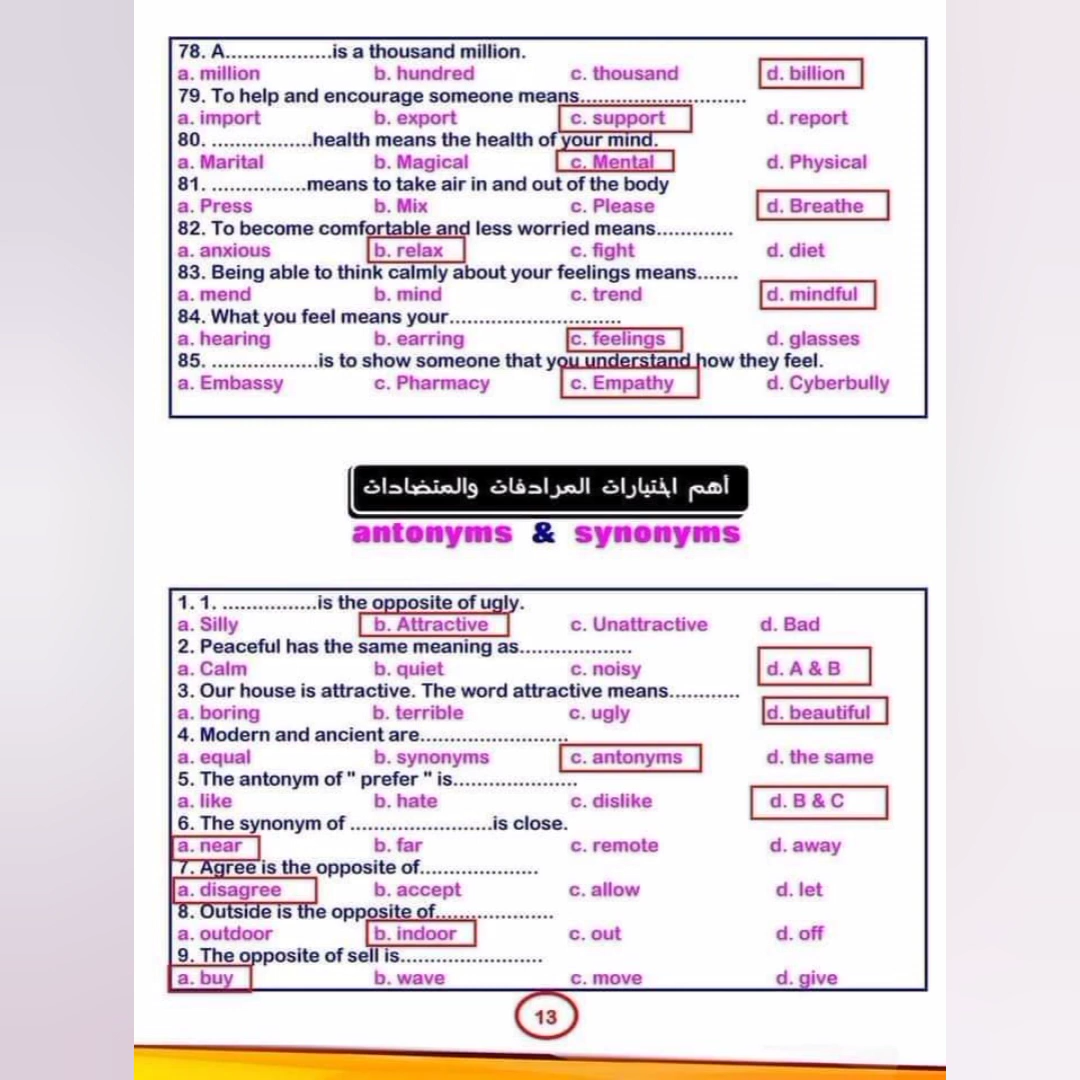 78. A..................is a thousand million.
a. million b. hundred c. thousand d. billion
79. To help and encourage someone means............................
a. import b. export c. support d. report
80. .................health means the health of your mind.
a. Marital b. Magical c. Mental d. Physical
81. ................means to take air in and out of the body
a. Press b. Mix c. Please d. Breathe
82. To become comfortable and less worried means.............
a. anxious b. relax c. fight d. diet
83. Being able to think calmly about your feelings means.......
a. mend b. mind c. trend d. mindful
84. What you feel means your.............................
a. hearing b. earring c. feelings d. glasses
85. ..................is to show someone that you understand how they feel.
a. Embassy c. Pharmacy c. Empathy d. Cyberbully
أهم اختيارات المرادفات والمتضادات
antonyms & synonyms
1. 1. ................is the opposite of ugly.
a. Silly b. Attractive c. Unattractive d. Bad
2. Peaceful has the same meaning as...................
a. Calm b. quiet c. noisy d. A & B
3. Our house is attractive. The word attractive means............
a. boring b. terrible c. ugly d. beautiful
4. Modern and ancient are.........................
a. equal b. synonyms c. antonyms d. the same
5. The antonym of " prefer " is.....................
a. like b. hate c. dislike d. B & C
6. The synonym of ........................is close.
a. near b. far c. remote d. away
7. Agree is the opposite of....................
a. disagree b. accept c. allow d. let
8. Outside is the opposite of....................
a. outdoor b. indoor c. out d. off
9. The opposite of sell is........................
a. buy b. wave c. move d. give
13